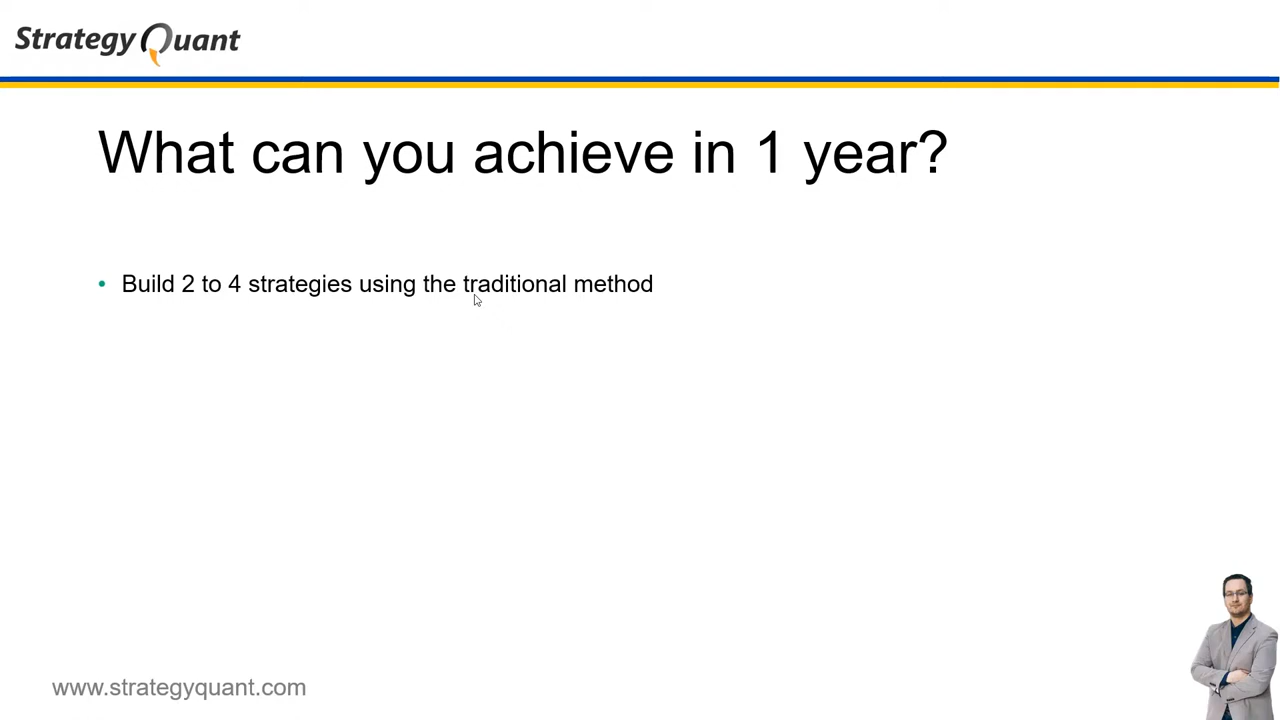 StrategyQuant
What can you achieve in 1 year?
• Build 2 to 4 strategies using the traditional method
www.strategyquant.com